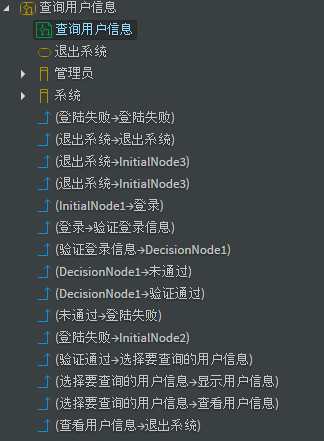 查询用户信息
查询用户信息
退出系统
管理员
系统
(登陆失败→登陆失败)
(退出系统→退出系统)
(退出系统→InitialNode3)
(退出系统→InitialNode3)
(InitialNode1→登录)
(登录→验证登录信息)
(验证登录信息→DecisionNode1)
(DecisionNode1→未通过)
(DecisionNode1→验证通过)
(未通过→登陆失败)
(登陆失败→InitialNode2)
(验证通过→选择要查询的用户信息)
(选择要查询的用户信息→显示用户信息)
(选择要查询的用户信息→查看用户信息)
(查看用户信息→退出系统)